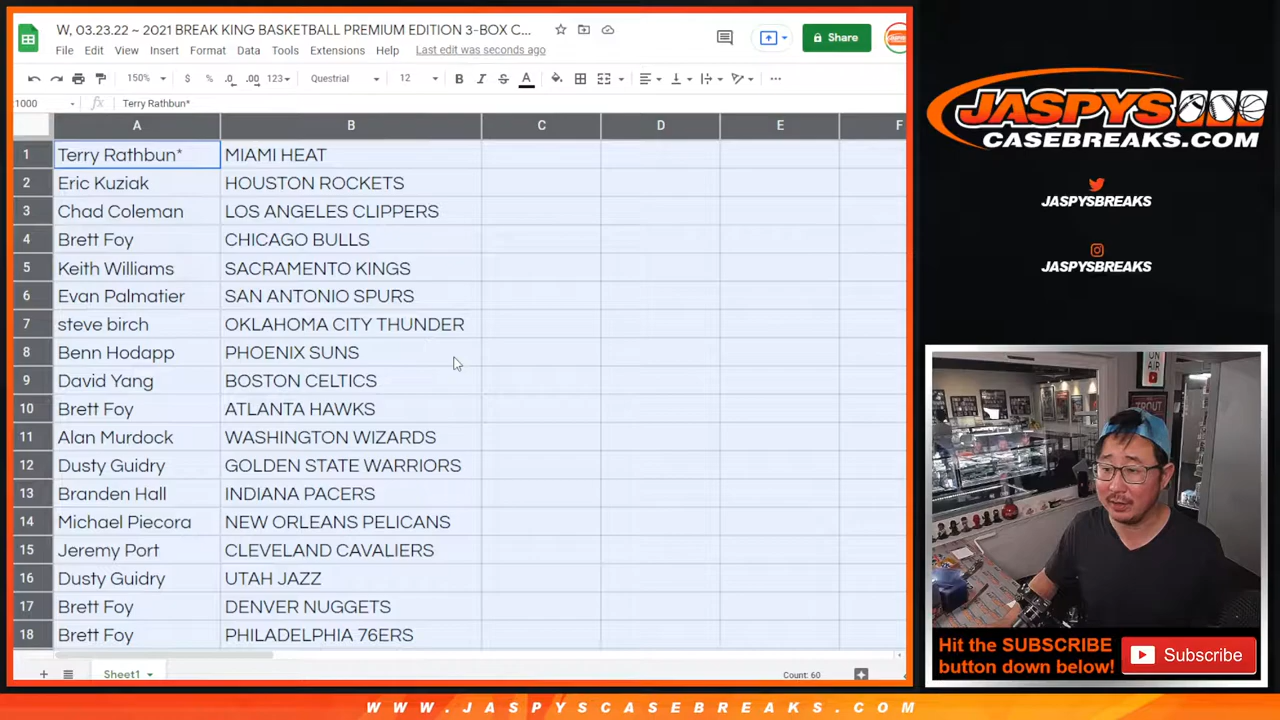 W, 03.23.22 ~ 2021 BREAK KING BASKETBALL PREMIUM EDITION 3-BOX C...
File Edit View Insert Format Data Tools Extensions Help Last edit was seconds ago
Share
150% $ % .0 .00 123 Questrial 12 B I S A
1000 fx Terry Rathbun*
A B C D E F
1 Terry Rathbun* MIAMI HEAT
2 Eric Kuziak HOUSTON ROCKETS
3 Chad Coleman LOS ANGELES CLIPPERS
4 Brett Foy CHICAGO BULLS
5 Keith Williams SACRAMENTO KINGS
6 Evan Palmatier SAN ANTONIO SPURS
7 steve birch OKLAHOMA CITY THUNDER
8 Benn Hodapp PHOENIX SUNS
9 David Yang BOSTON CELTICS
10 Brett Foy ATLANTA HAWKS
11 Alan Murdock WASHINGTON WIZARDS
12 Dusty Guidry GOLDEN STATE WARRIORS
13 Branden Hall INDIANA PACERS
14 Michael Piecora NEW ORLEANS PELICANS
15 Jeremy Port CLEVELAND CAVALIERS
16 Dusty Guidry UTAH JAZZ
17 Brett Foy DENVER NUGGETS
18 Brett Foy PHILADELPHIA 76ERS
Sheet1
Count: 60
JASPYS
CASEBREAKS.COM
JASPYSBREAKS
JASPYSBREAKS
ON
AIR
TROUT
Hit the SUBSCRIBE
button down below!
Subscribe
WWW.JASPYSCASEBREAKS.COM